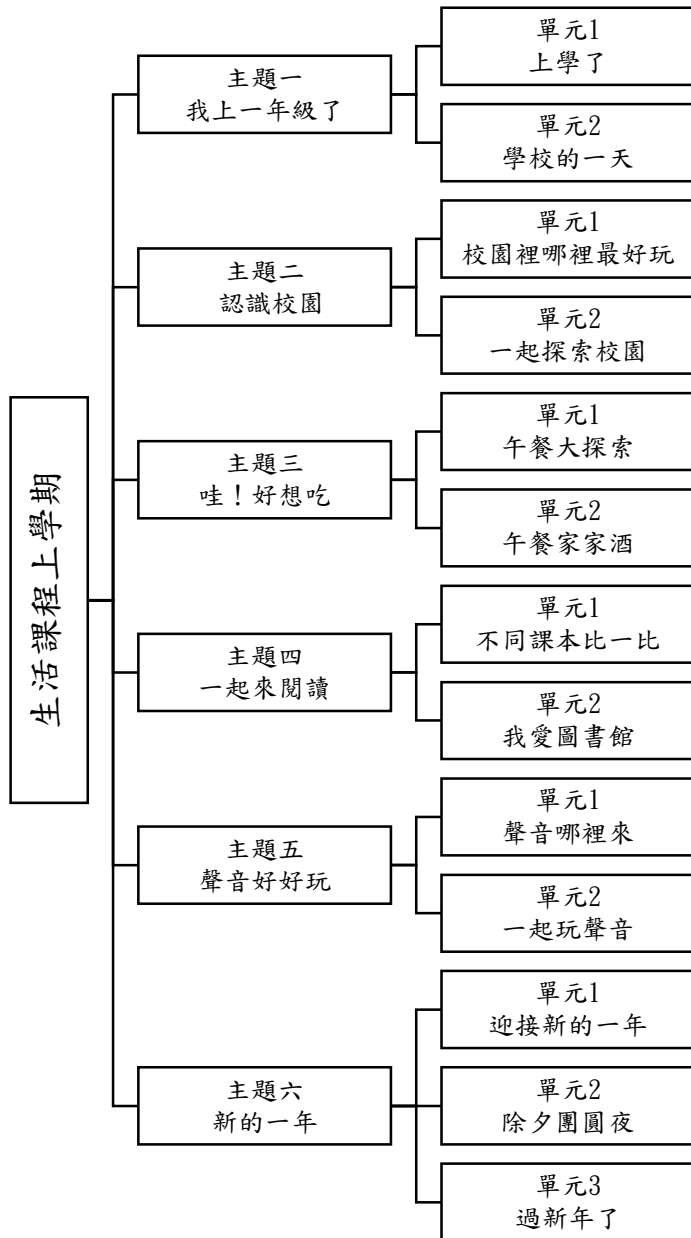 生活課程上學期
主題一
我上一年級了
單元1
上學了
單元2
學校的一天
主題二
認識校園
單元1
校園裡哪裡最好玩
單元2
一起探索校園
主題三
哇！好想吃
單元1
午餐大探索
單元2
午餐家家酒
主題四
一起來閱讀
單元1
不同課本比一比
單元2
我愛圖書館
主題五
聲音好好玩
單元1
聲音哪裡來
單元2
一起玩聲音
主題六
新的一年
單元1
迎接新的一年
單元2
除夕團圓夜
單元3
過新年了